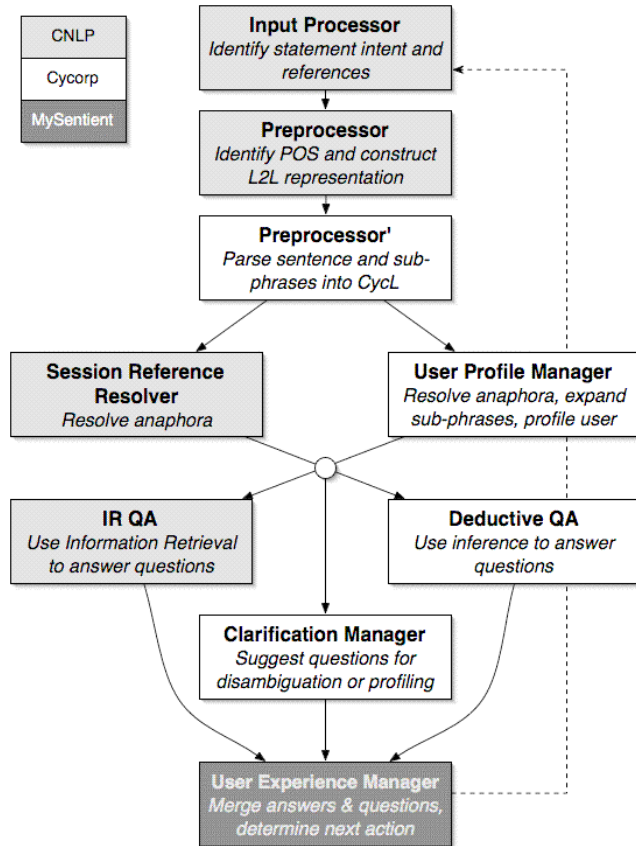 CNLP
Cycorp
MySentient
Input Processor
Identify statement intent and
references
Preprocessor
Identify POS and construct
L2L representation
Preprocessor'
Parse sentence and sub-
phrases into CycL
Session Reference
Resolver
Resolve anaphora
User Profile Manager
Resolve anaphora, expand
sub-phrases, profile user
IR QA
Use Information Retrieval
to answer questions
Deductive QA
Use inference to answer
questions
Clarification Manager
Suggest questions for
disambiguation or profiling
User Experience Manager
Merge answers & questions,
determine next action